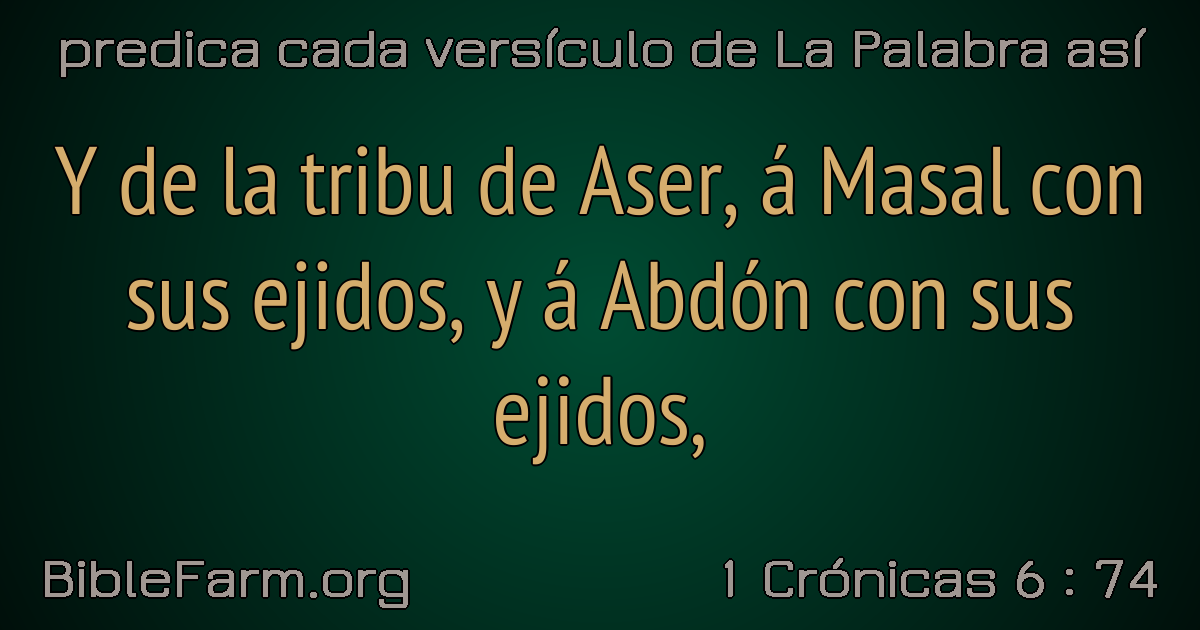 predica cada versículo de La Palabra así
Y de la tribu de Aser, á Masal con
sus ejidos, y á Abdón con sus
ejidos,
BibleFarm.org
1 Crónicas 6 : 74